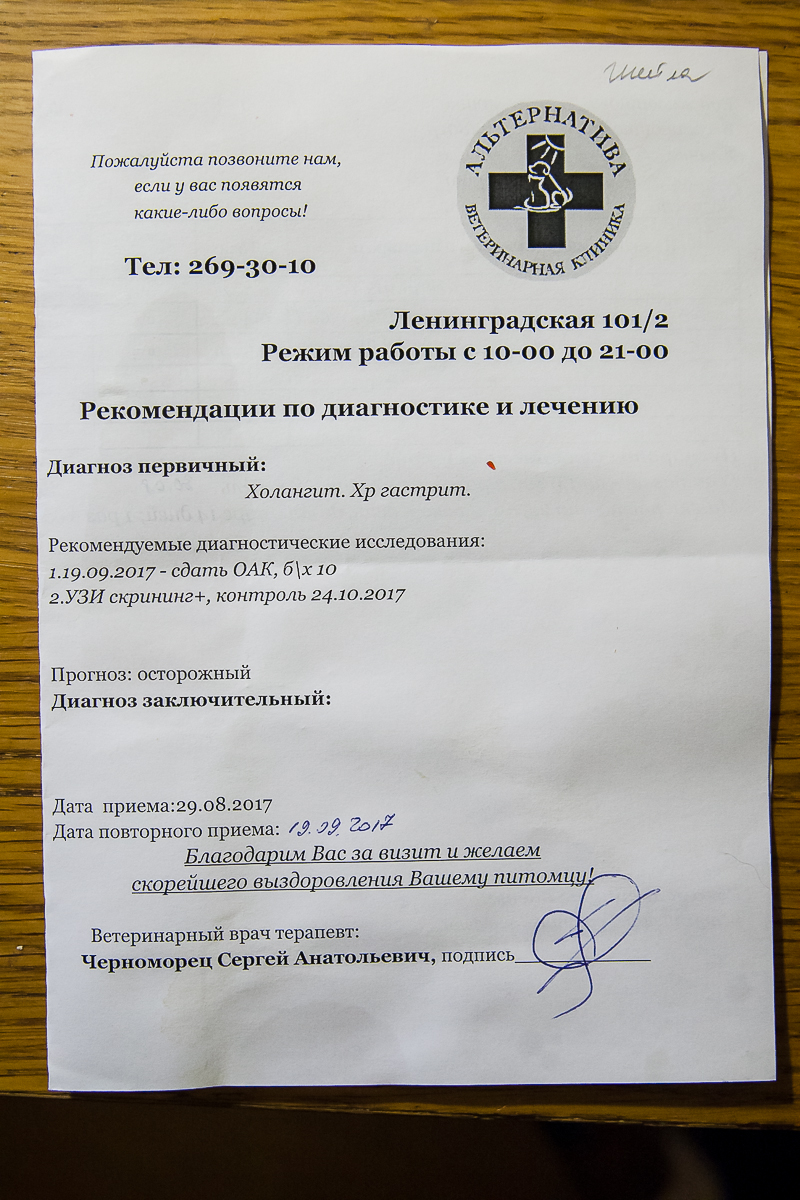 Шейла
АЛЬТЕРНАТИВА
ВЕТЕРИНАРНАЯ КЛИНИКА
Пожалуйста позвоните нам,
если у вас появятся
какие-либо вопросы!
Тел: 269-30-10
Ленинградская 101/2
Режим работы с 10-00 до 21-00
Рекомендации по диагностике и лечению
Диагноз первичный:
Холангит. Хр гастрит.
Рекомендуемые диагностические исследования:
1.19.09.2017 - сдать ОАК, б\х 10
2.УЗИ скрининг+, контроль 24.10.2017
Прогноз: осторожный
Диагноз заключительный:
Дата приема:29.08.2017
Дата повторного приема: 19.09.2017
Благодарим Вас за визит и желаем
скорейшего выздоровления Вашему питомцу!
Ветеринарный врач терапевт:
Черноморец Сергей Анатольевич, подпись